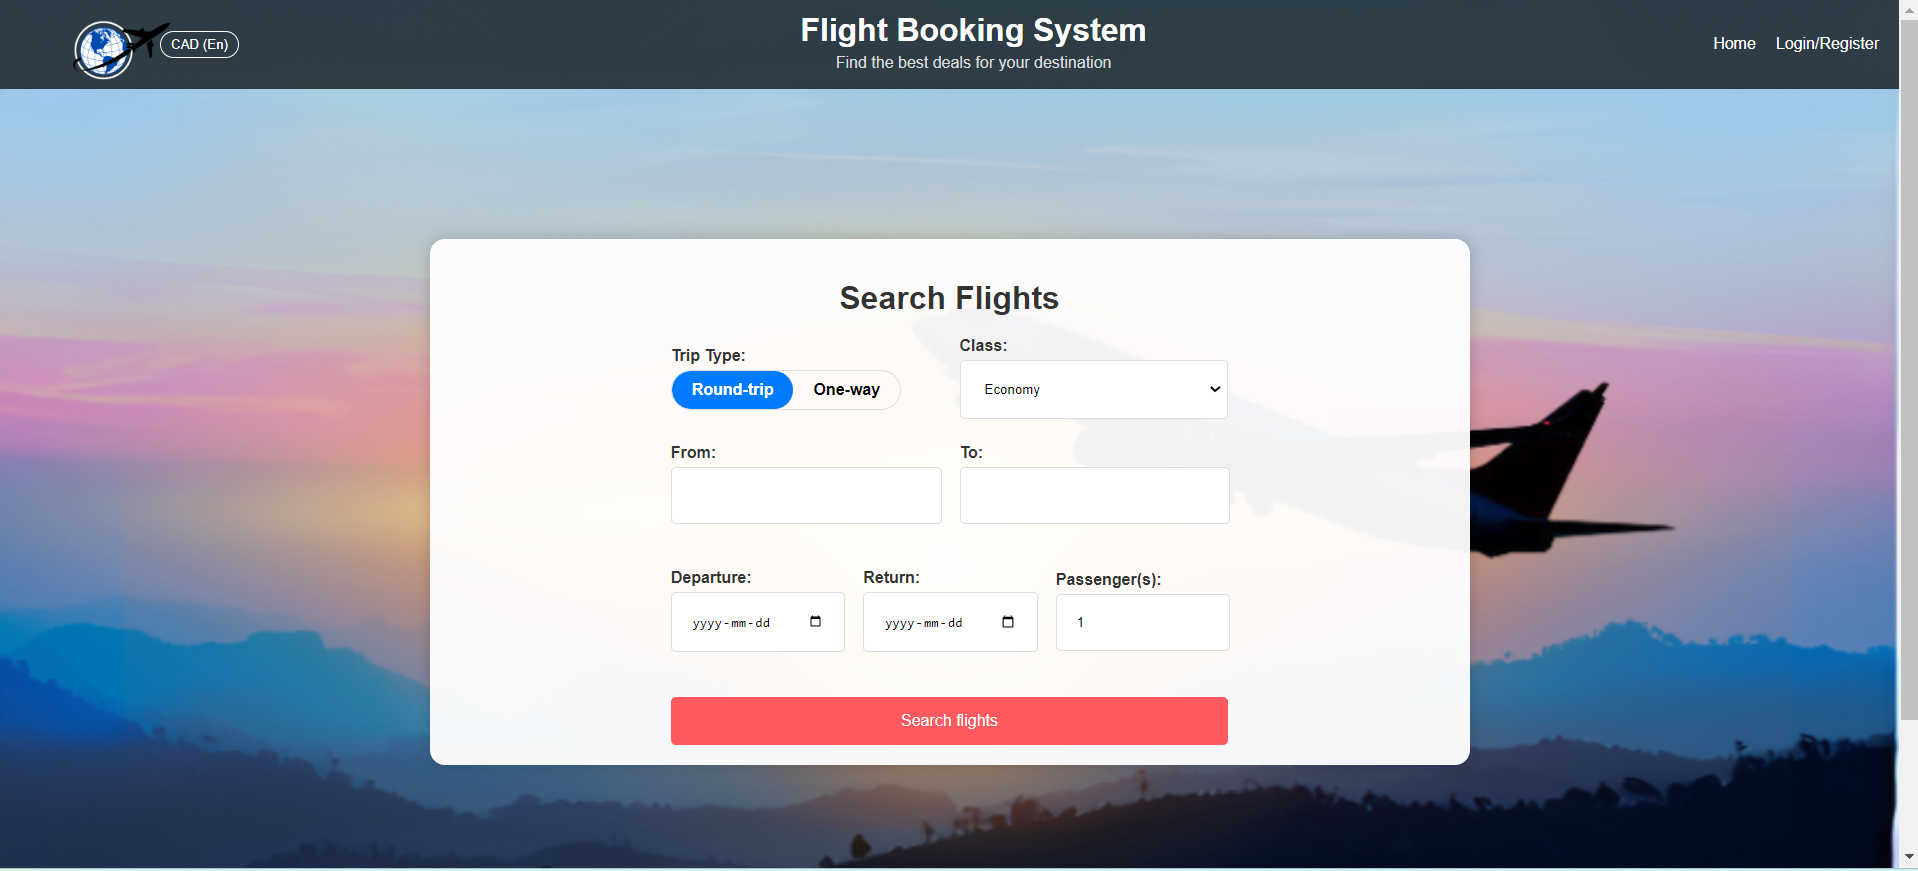 CAD (En)
Flight Booking System
Find the best deals for your destination
Home
Login/Register
Search Flights
Trip Type:
Class:
Round-trip
One-way
Economy
From:
To:
Departure:
Return:
Passenger(s):
yyyy-mm-dd
yyyy-mm-dd
1
Search flights